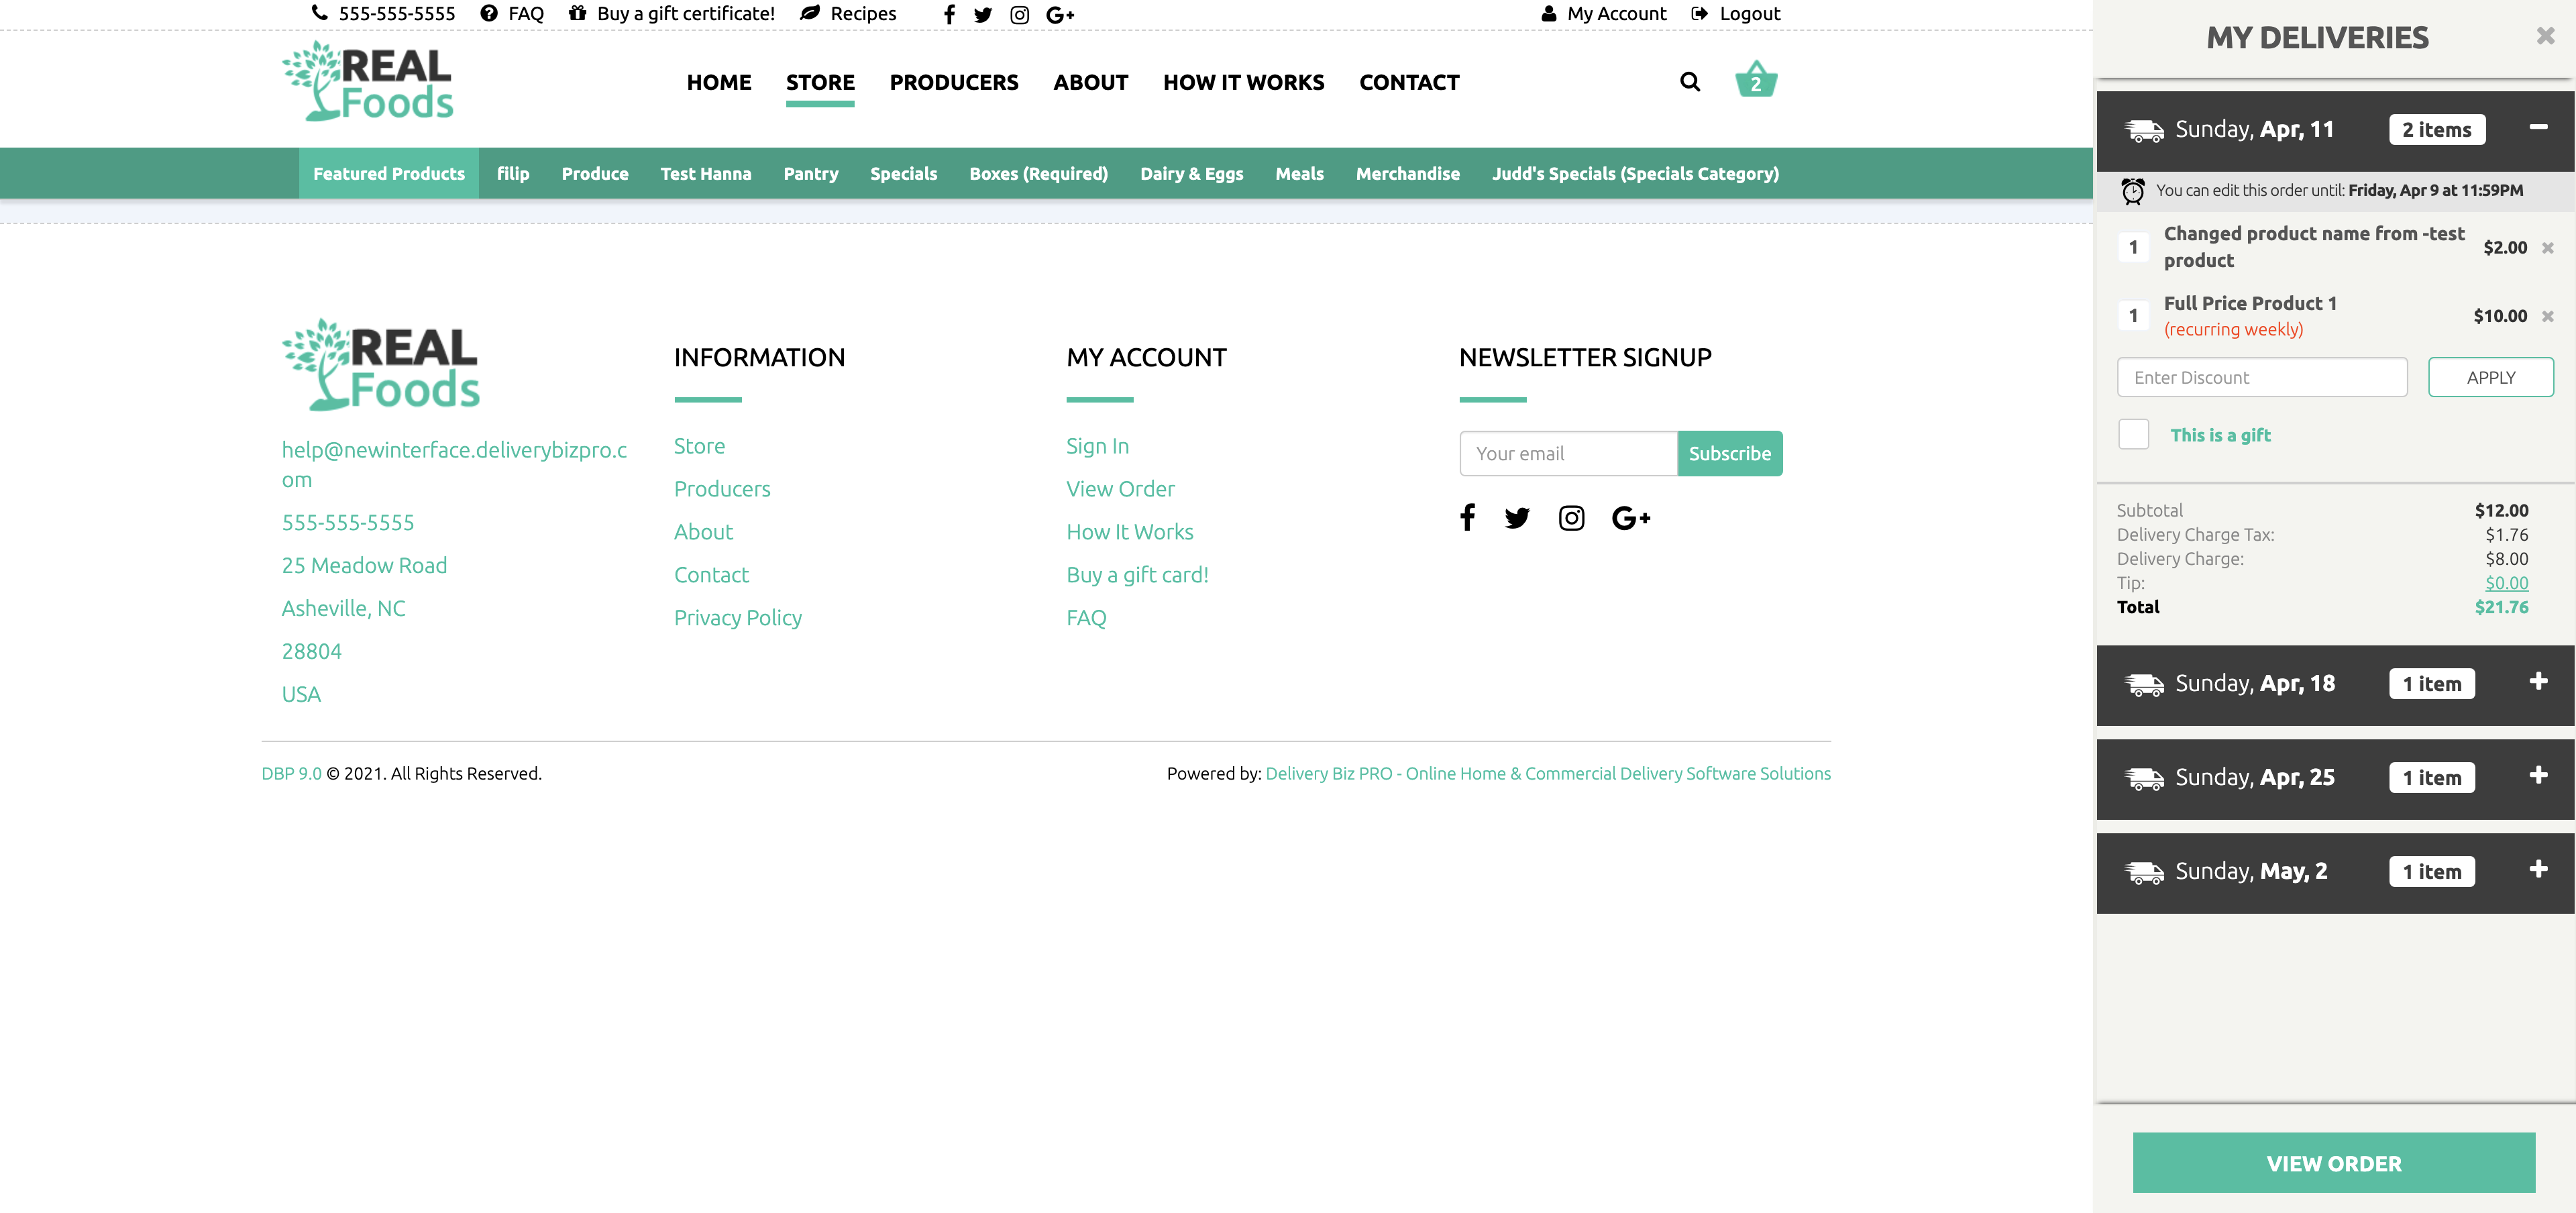 555-555-5555 FAQ Buy a gift certificate! Recipes G+ My Account Logout
REAL
Foods
HOME STORE PRODUCERS ABOUT HOW IT WORKS CONTACT 2
Featured Products filip Produce Test Hanna Pantry Specials Boxes (Required) Dairy & Eggs Meals Merchandise Judd's Specials (Specials Category)
REAL
Foods
help@newinterface.deliverybizpro.c
om
555-555-5555
25 Meadow Road
Asheville, NC
28804
USA
INFORMATION
Store
Producers
About
Contact
Privacy Policy
MY ACCOUNT
Sign In
View Order
How It Works
Buy a gift card!
FAQ
NEWSLETTER SIGNUP
Your email Subscribe
G+
DBP 9.0 © 2021. All Rights Reserved.
Powered by: Delivery Biz PRO - Online Home & Commercial Delivery Software Solutions
MY DELIVERIES
Sunday, Apr, 11 2 items
You can edit this order until: Friday, Apr 9 at 11:59PM
1 Changed product name from -test
product $2.00
1 Full Price Product 1
(recurring weekly) $10.00
Enter Discount APPLY
This is a gift
Subtotal $12.00
Delivery Charge Tax: $1.76
Delivery Charge: $8.00
Tip: $0.00
Total $21.76
Sunday, Apr, 18 1 item
Sunday, Apr, 25 1 item
Sunday, May, 2 1 item
VIEW ORDER